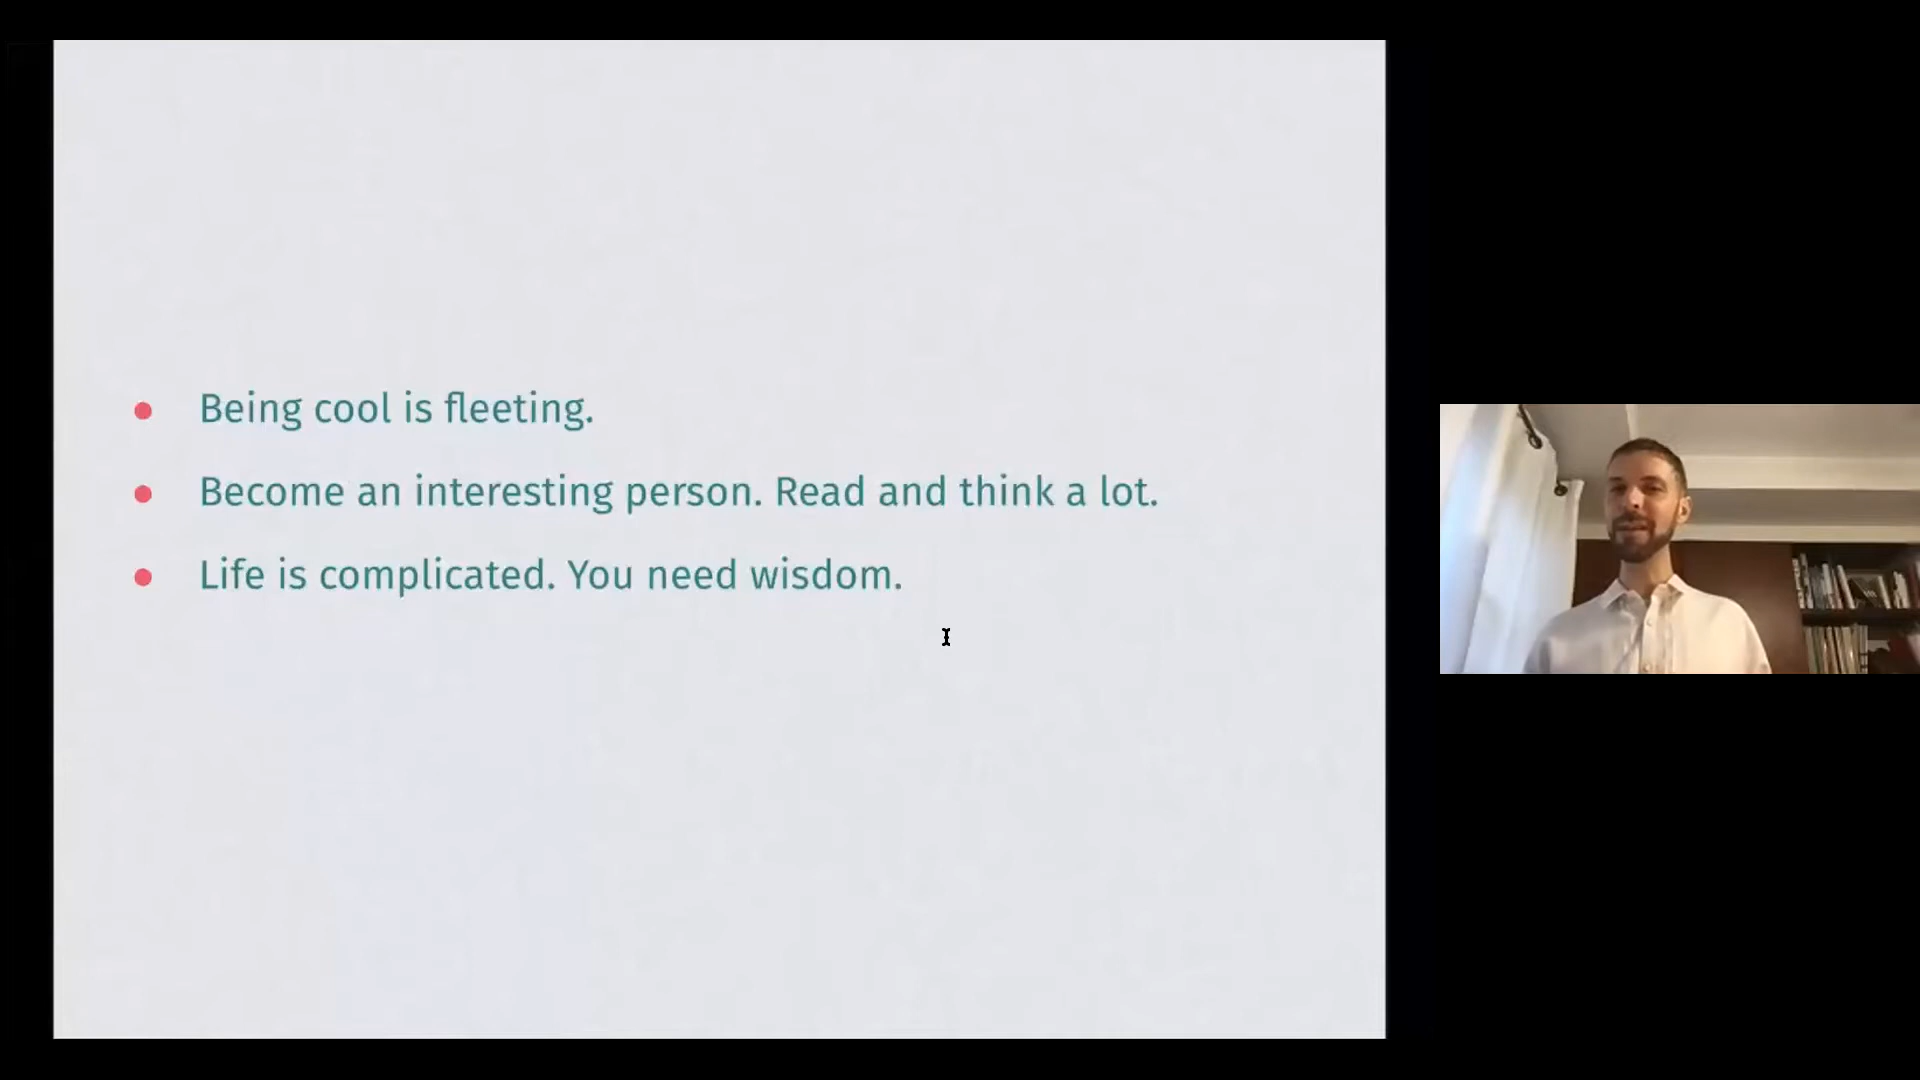 Being cool is fleeting.
Become an interesting person. Read and think a lot.
Life is complicated. You need wisdom.